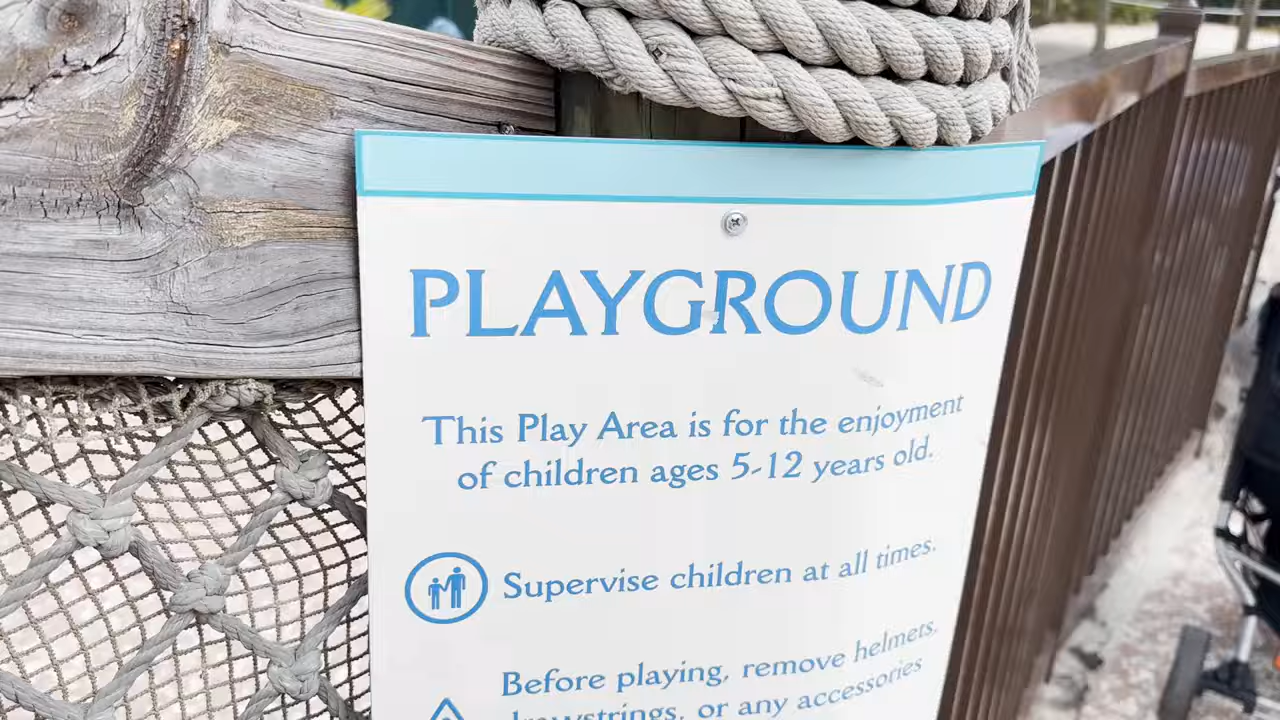 PLAYGROUND
This Play Area is for the enjoyment
of children ages 5-12 years old.
Supervise children at all times.
Before playing, remove helmets,
drawstrings, or any accessories